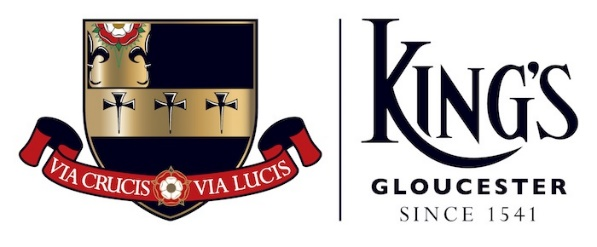 VIA CRUCIS VIA LUCIS
KING'S
GLOUCESTER
SINCE 1541